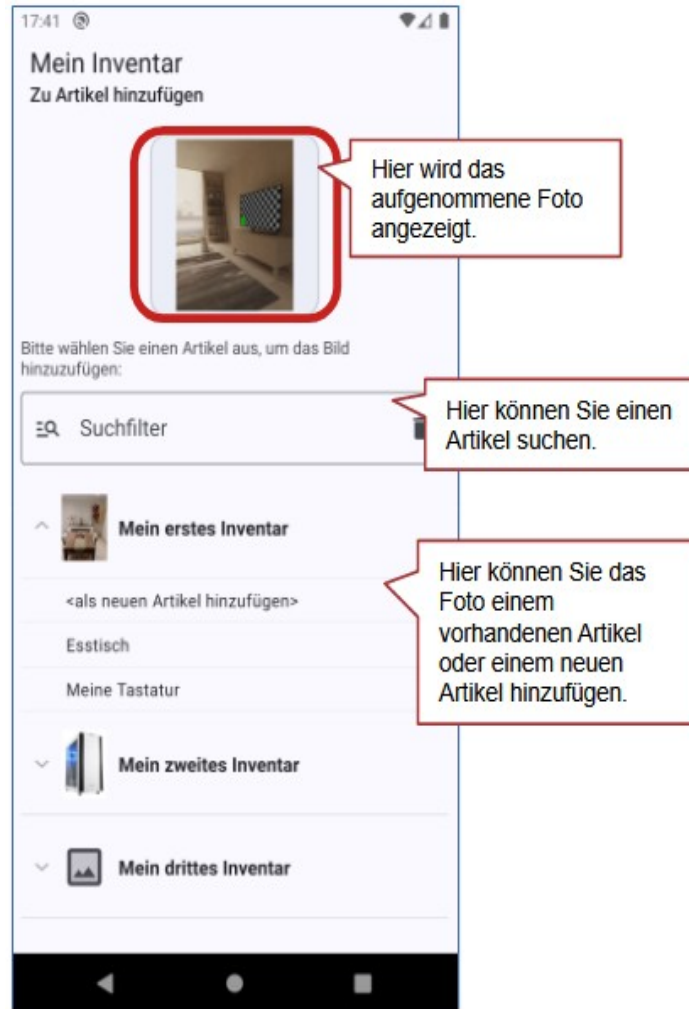 17:41
Mein Inventar
Zu Artikel hinzufügen
Hier wird das
aufgenommene Foto
angezeigt.
Bitte wählen Sie einen Artikel aus, um das Bild
hinzuzufügen:
Suchfilter
Hier können Sie einen
Artikel suchen.
Mein erstes Inventar
<als neuen Artikel hinzufügen>
Esstisch
Meine Tastatur
Hier können Sie das
Foto einem
vorhandenen Artikel
oder einem neuen
Artikel hinzufügen.
Mein zweites Inventar
Mein drittes Inventar